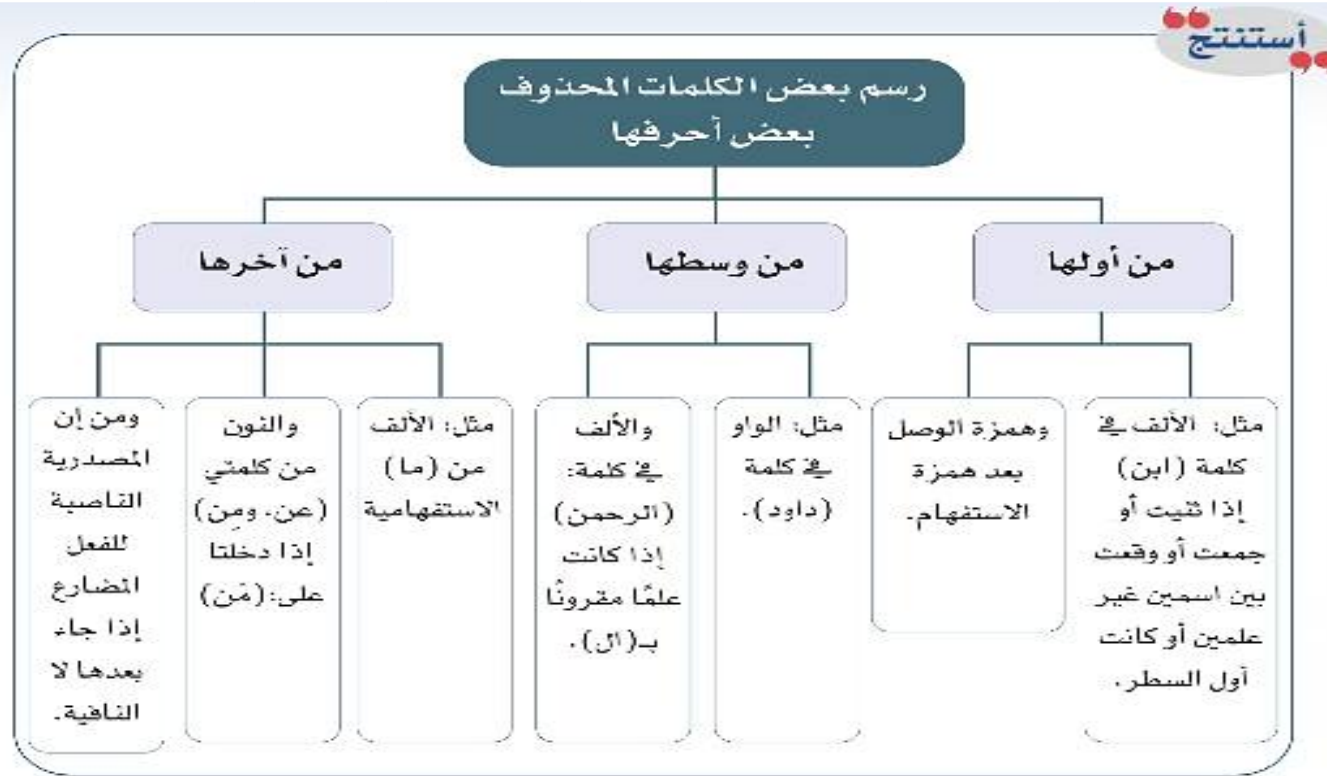 أستنتج
رسم بعض الكلمات المحذوف
بعض أحرفها
من أولها
من وسطها
من آخرها
مثل: الألف في
كلمة (ابن)
إذا ثنيت أو
جمعت أو وقعت
بين اسمين غير
علمين أو كانت
أول السطر.
وهمزة الوصل
بعد همزة
الاستفهام.
مثل: الواو
في كلمة
(داود).
والألف
في كلمة:
(الرحمن)
إذا كانت
علمًا مقرونًا
بـ(ال).
مثل: الألف
من (ما)
الاستفهامية
والنون
من كلمتي
(عن، ومِن)
إذا دخلتا
على: (مَن)
ومن إن
المصدرية
الناصبة
للفعل
المضارع
إذا جاء
بعدها لا
النافية.